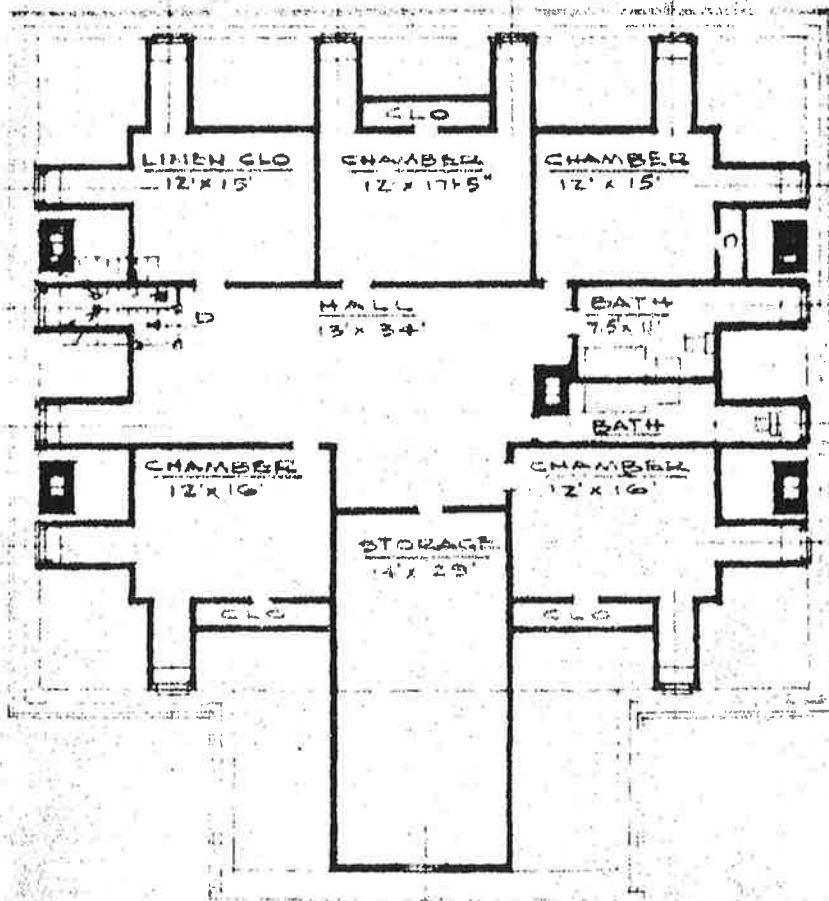 CLO
LINEN CLO
12' x 15'
CHAMBER
12' x 17.5"
CHAMBER
12' x 15'
C
HALL
13' x 34'
D
BATH
7.5' x 11'
BATH
CHAMBER
12' x 16'
CHAMBER
12' x 16'
STORAGE
14' x 29'
CLO
CLO